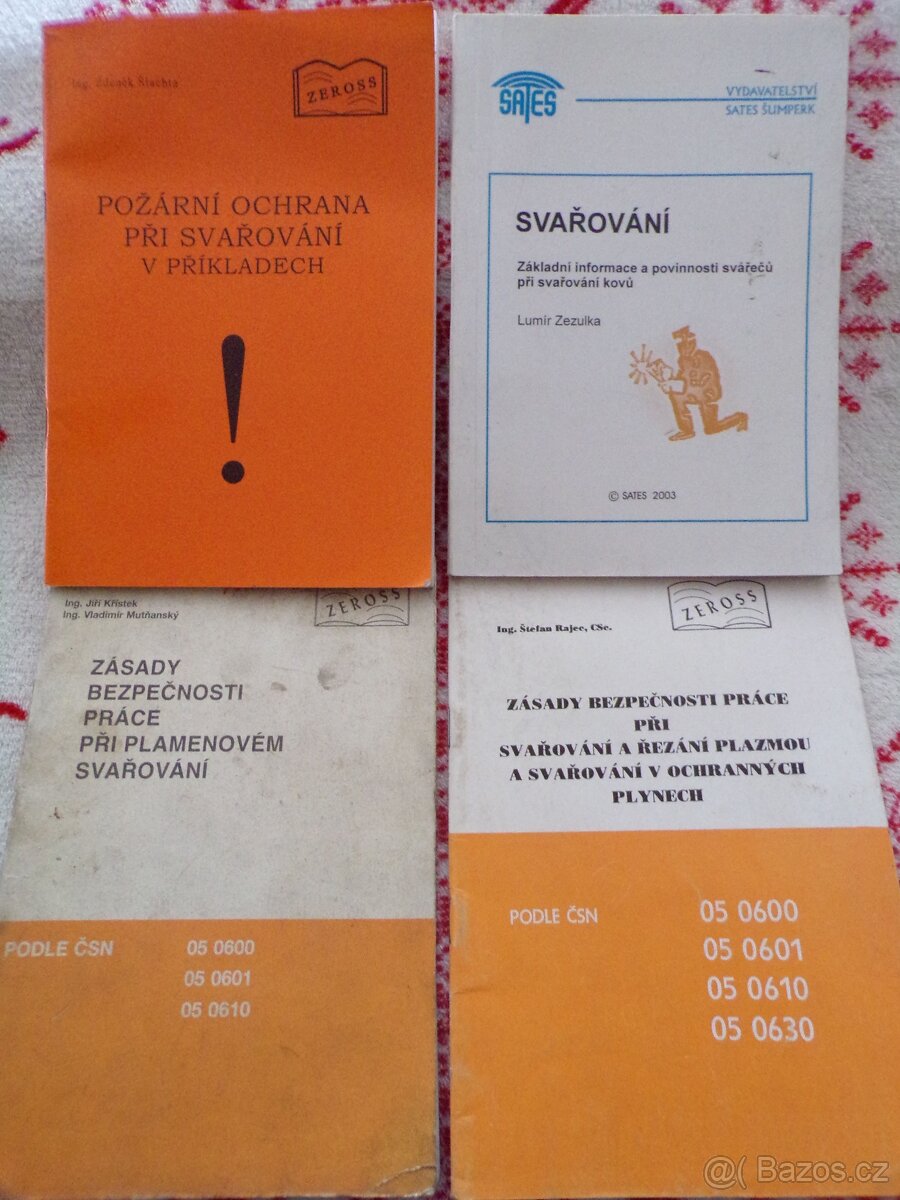 Ing. Zdeněk Šlachta
ZEROSS
POŽÁRNÍ OCHRANA
PŘI SVAŘOVÁNÍ
V PŘÍKLADECH
!
SATES
VYDAVATELSTVÍ
SATES ŠUMPERK
SVAŘOVÁNÍ
Základní informace a povinnosti svářečů
při svařování kovů
Lumír Zezulka
© SATES 2003
Ing. Jiří Křístek
Ing. Vladimír Mutňanský
ZEROSS
ZÁSADY
BEZPEČNOSTI
PRÁCE
PŘI PLAMENOVÉM
SVAŘOVÁNÍ
PODLE ČSN 05 0600
05 0601
05 0610
Ing. Štefan Rajec, CSc.
ZEROSS
ZÁSADY BEZPEČNOSTI PRÁCE
PŘI
SVAŘOVÁNÍ A ŘEZÁNÍ PLAZMOU
A SVAŘOVÁNÍ V OCHRANNÝCH
PLYNECH
PODLE ČSN 05 0600
05 0601
05 0610
05 0630
@( Bazos.cz